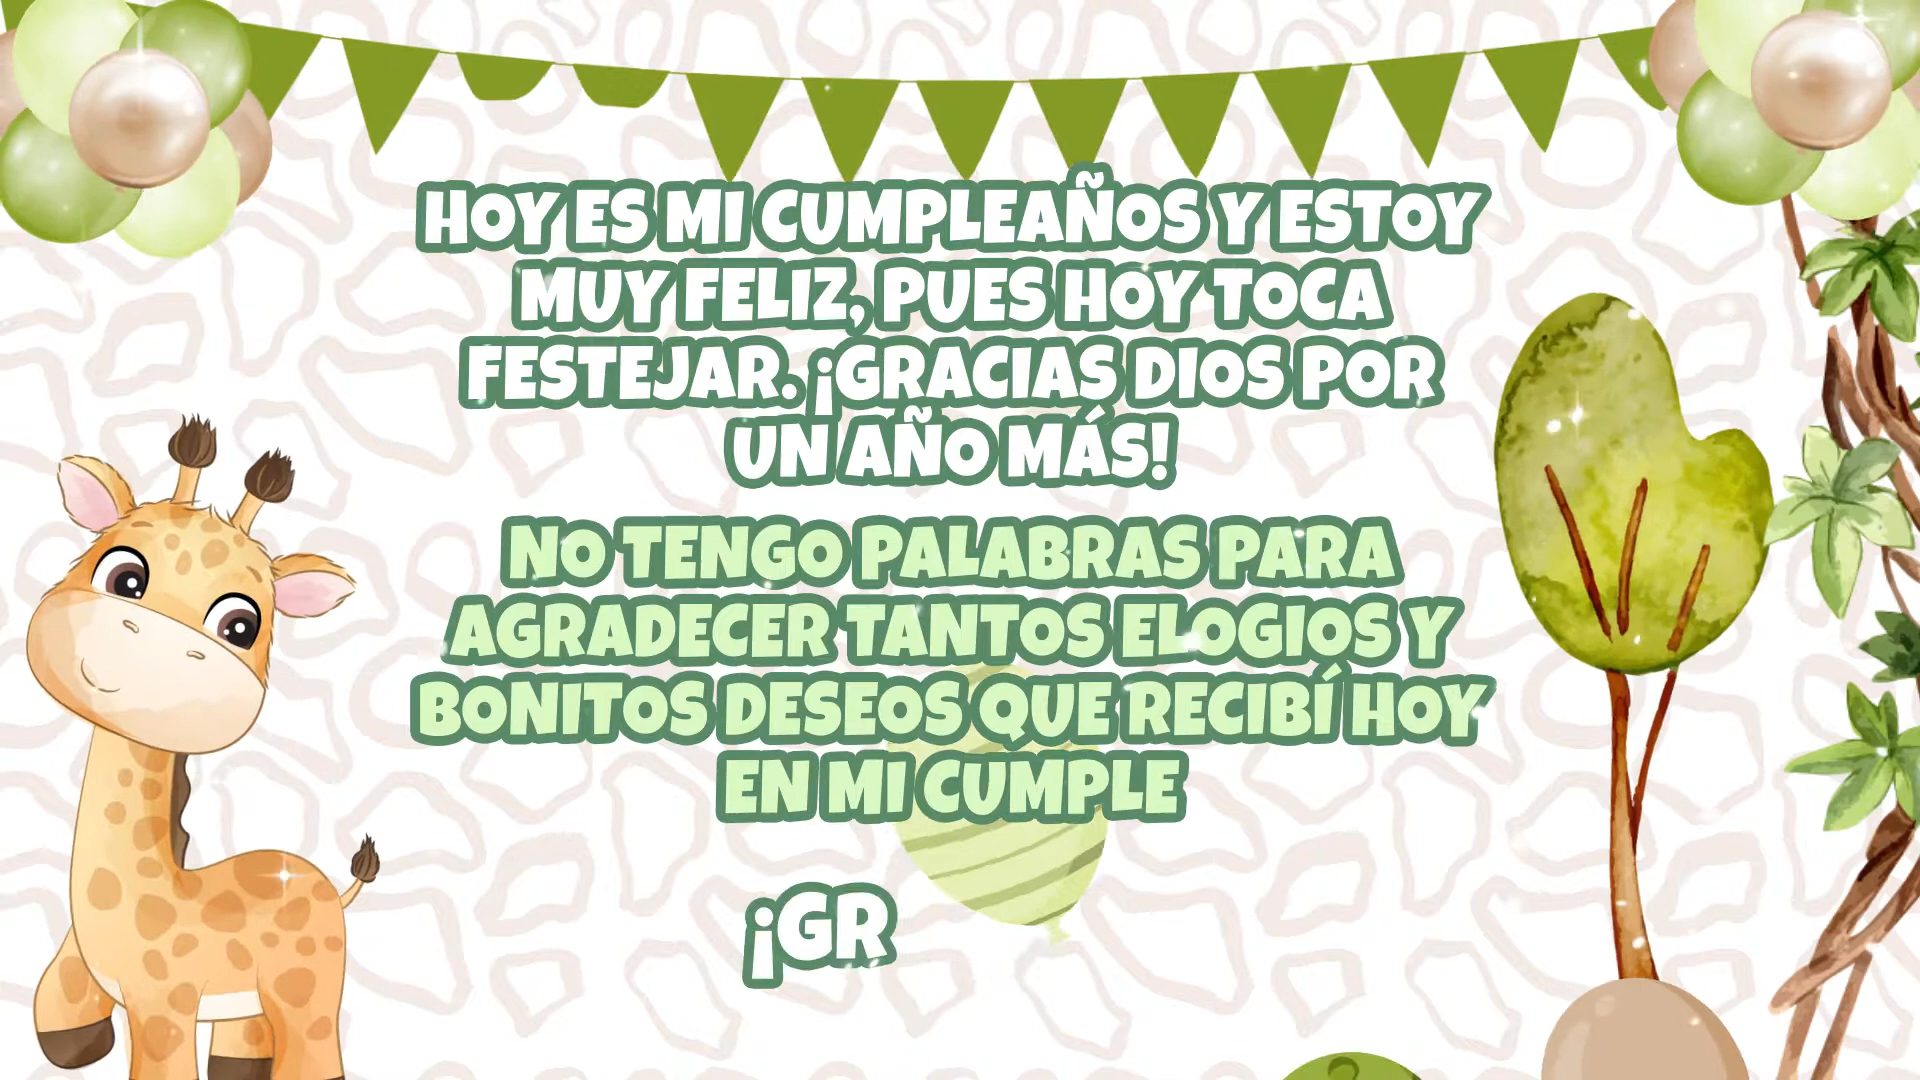 HOY ES MI CUMPLEAÑOS Y ESTOY
MUY FELIZ, PUES HOY TOCA
FESTEJAR. ¡GRACIAS DIOS POR
UN AÑO MÁS!
NO TENGO PALABRAS PARA
AGRADECER TANTOS ELOGIOS Y
BONITOS DESEOS QUE RECIBÍ HOY
EN MI CUMPLE
¡GR